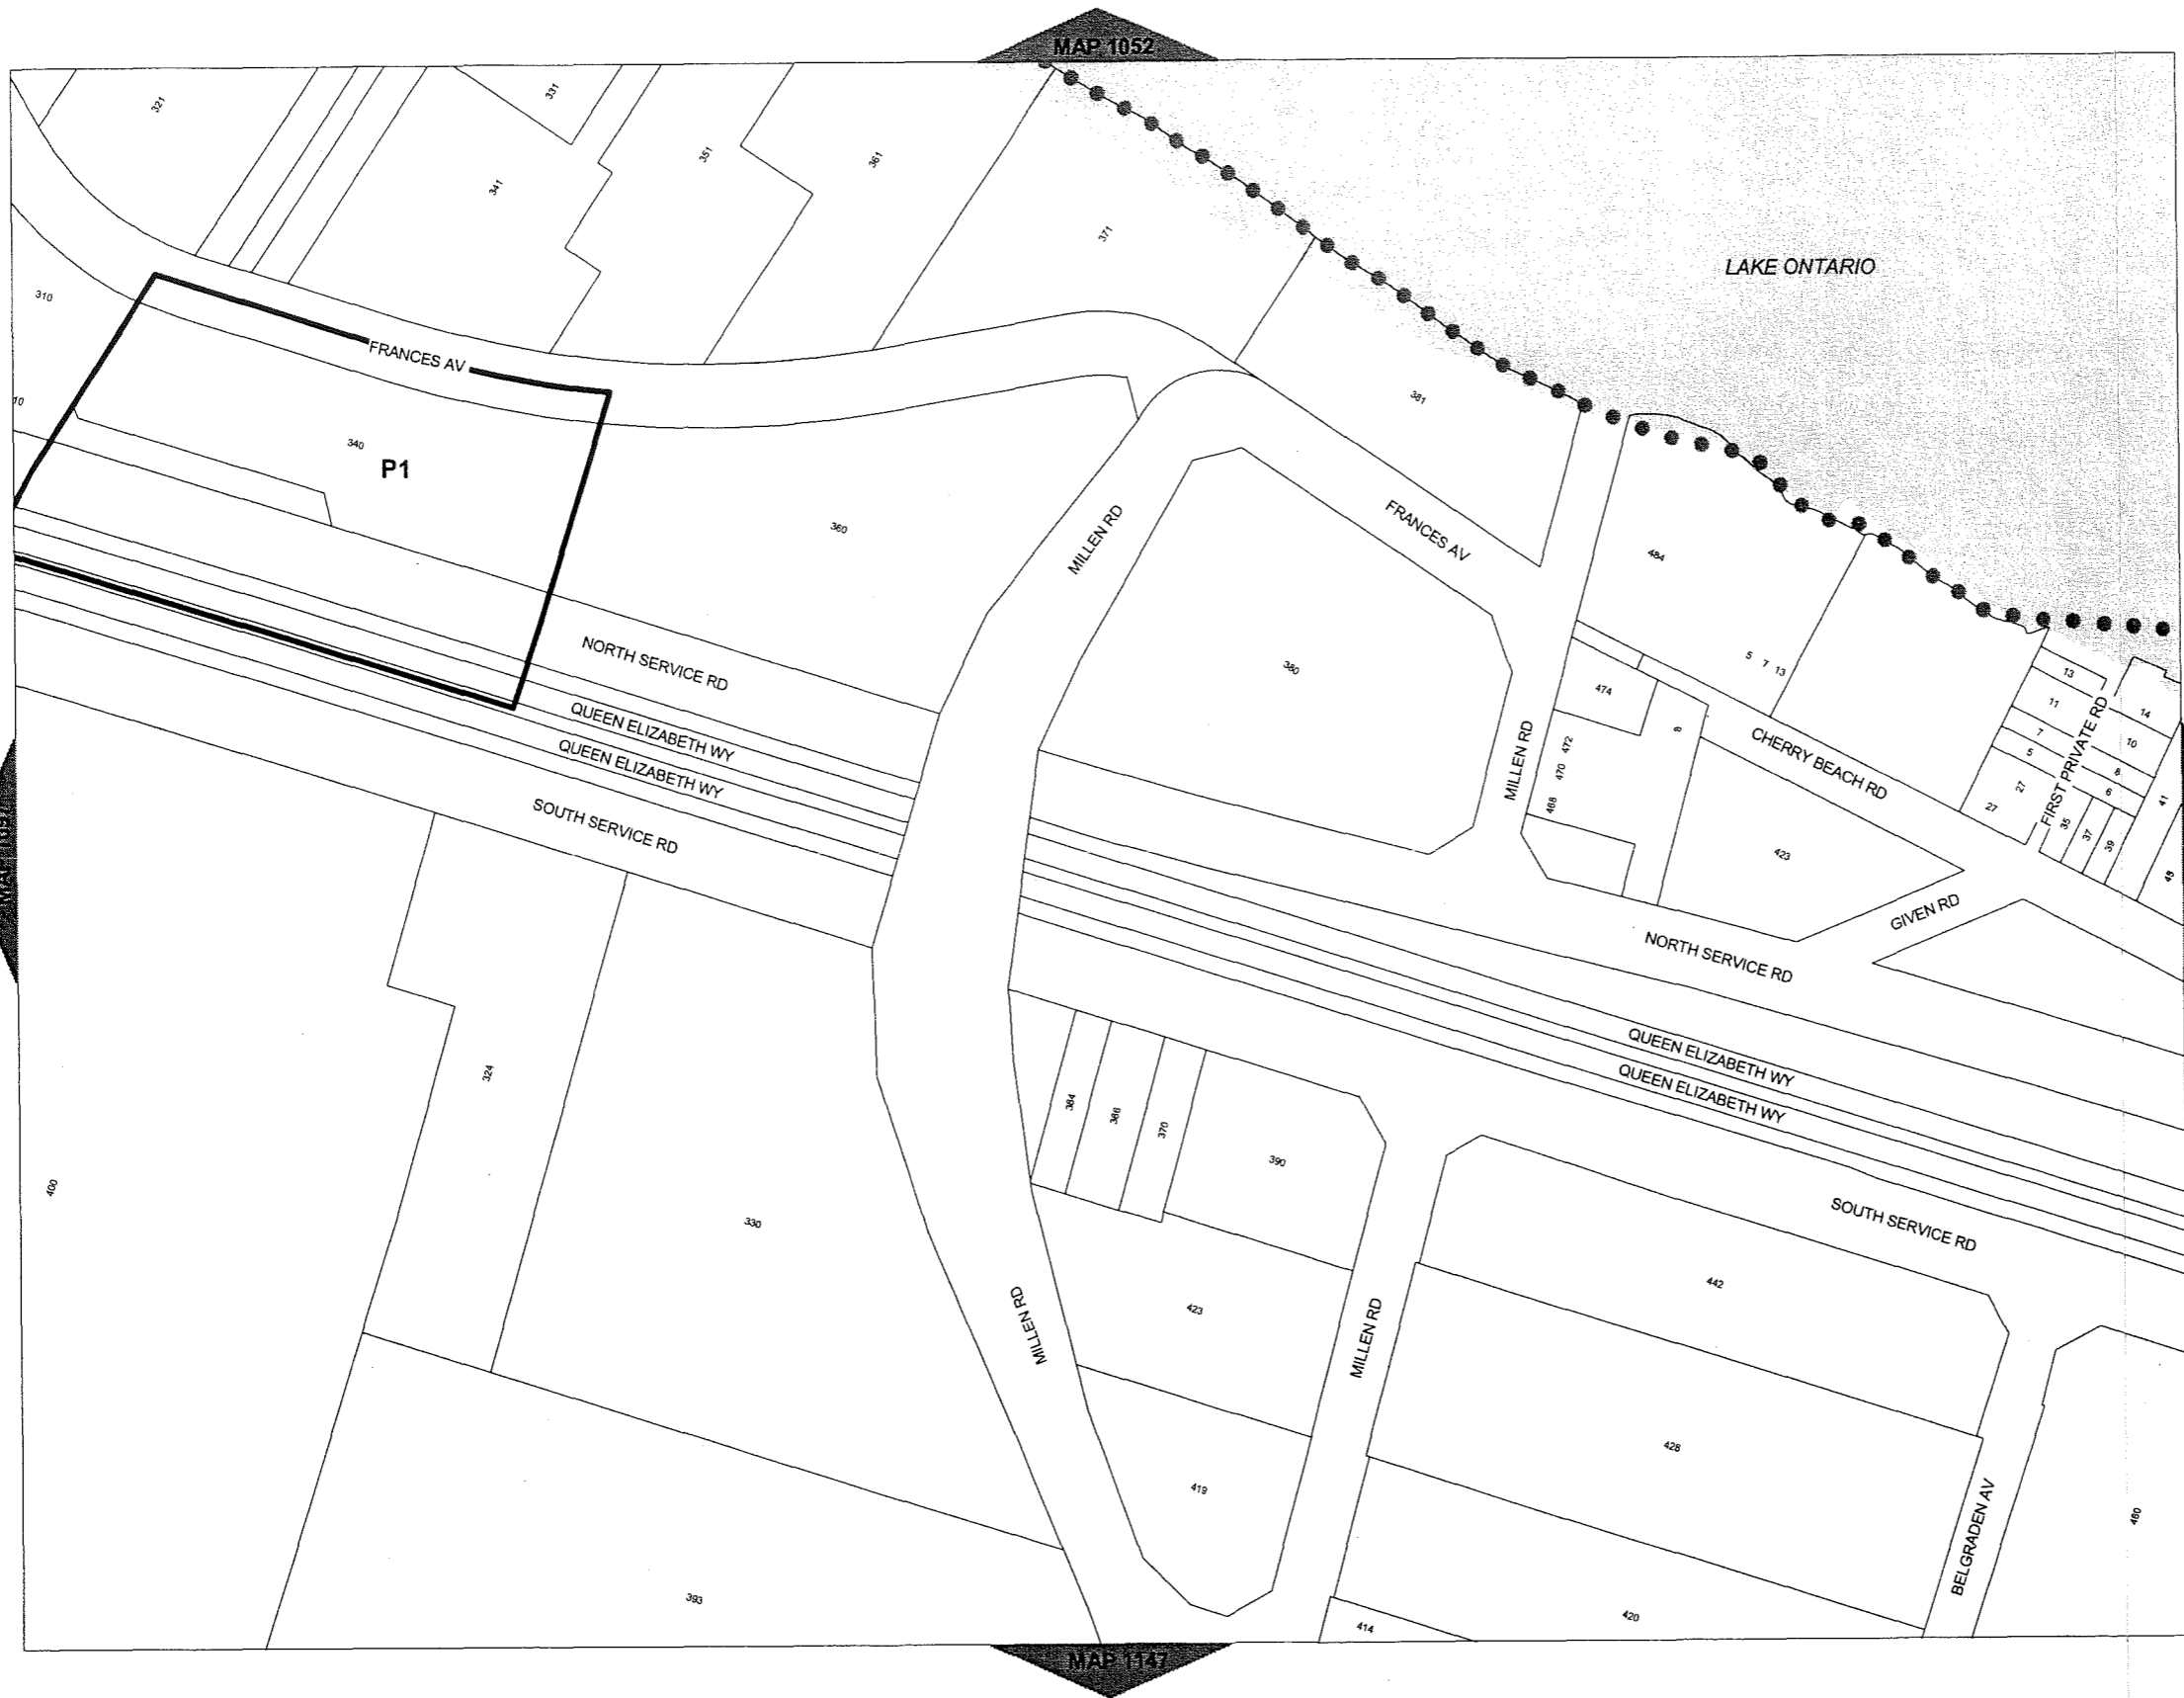 MAP 1052
321
331
341
351
361
371
LAKE ONTARIO
310
FRANCES AV
381
10
340
P1
360
MILLEN RD
FRANCES AV
484
5 7 13
380
NORTH SERVICE RD
QUEEN ELIZABETH WY
QUEEN ELIZABETH WY
SOUTH SERVICE RD
474
8
472
470
468
MILLEN RD
CHERRY BEACH RD
13
11
7
5
27
27
FIRST PRIVATE RD
14
10
8
6
35
37
39
41
423
GIVEN RD
NORTH SERVICE RD
QUEEN ELIZABETH WY
QUEEN ELIZABETH WY
324
384
386
370
390
400
330
SOUTH SERVICE RD
442
423
MILLEN RD
MILLEN RD
428
419
BELGRADEN AV
460
393
414
420
MAP 1147